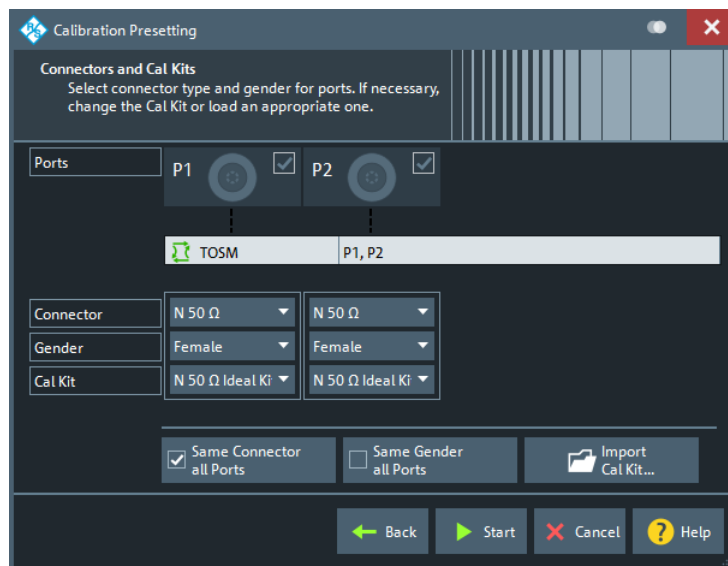 R/S
Calibration Presetting
Connectors and Cal Kits
Select connector type and gender for ports. If necessary,
change the Cal Kit or load an appropriate one.
Ports
P1
P2
TOSM
P1, P2
Connector
N 50 Ω
N 50 Ω
Gender
Female
Female
Cal Kit
N 50 Ω Ideal Ki
N 50 Ω Ideal Ki
Same Connector
all Ports
Same Gender
all Ports
Import
Cal Kit...
Back
Start
Cancel
? Help